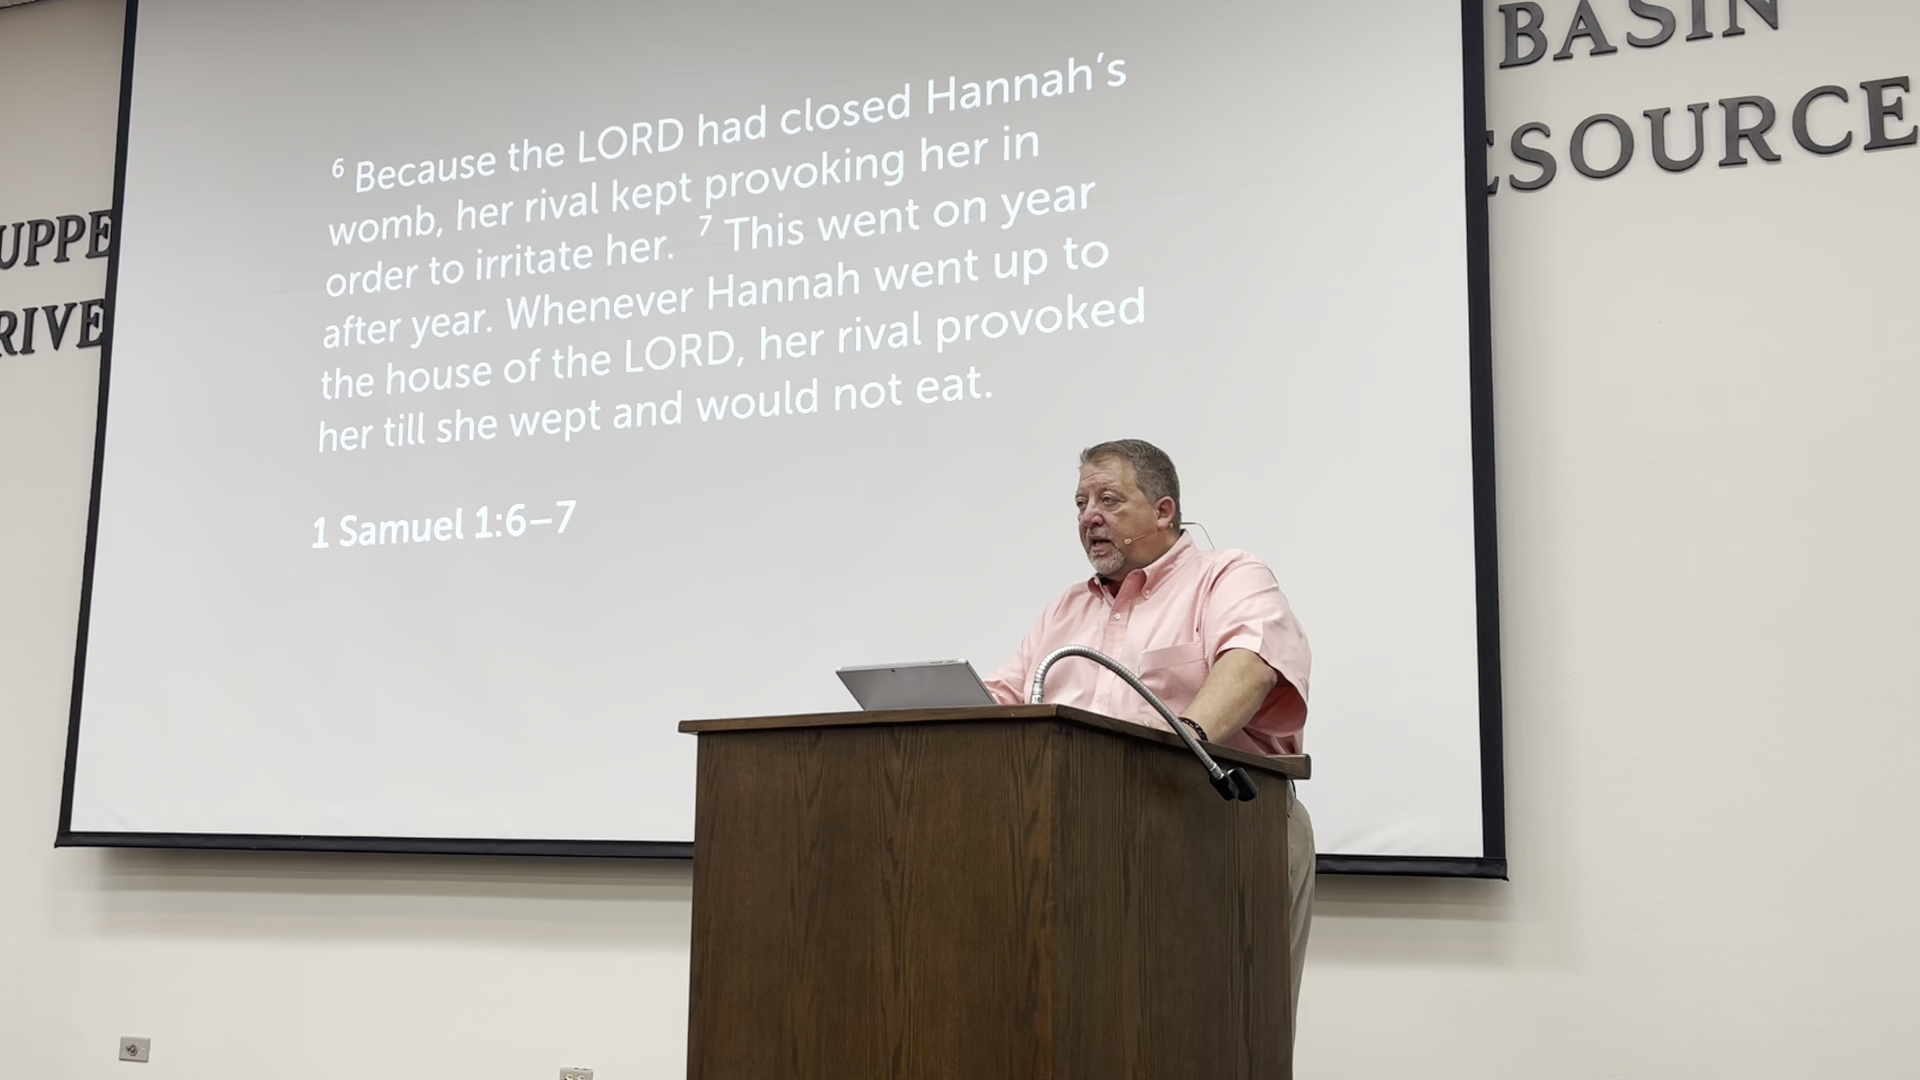 BASIN
ESOURCE
UPPE
RIVE
⁶ Because the LORD had closed Hannah’s
womb, her rival kept provoking her in
order to irritate her. ⁷ This went on year
after year. Whenever Hannah went up to
the house of the LORD, her rival provoked
her till she wept and would not eat.
1 Samuel 1:6–7